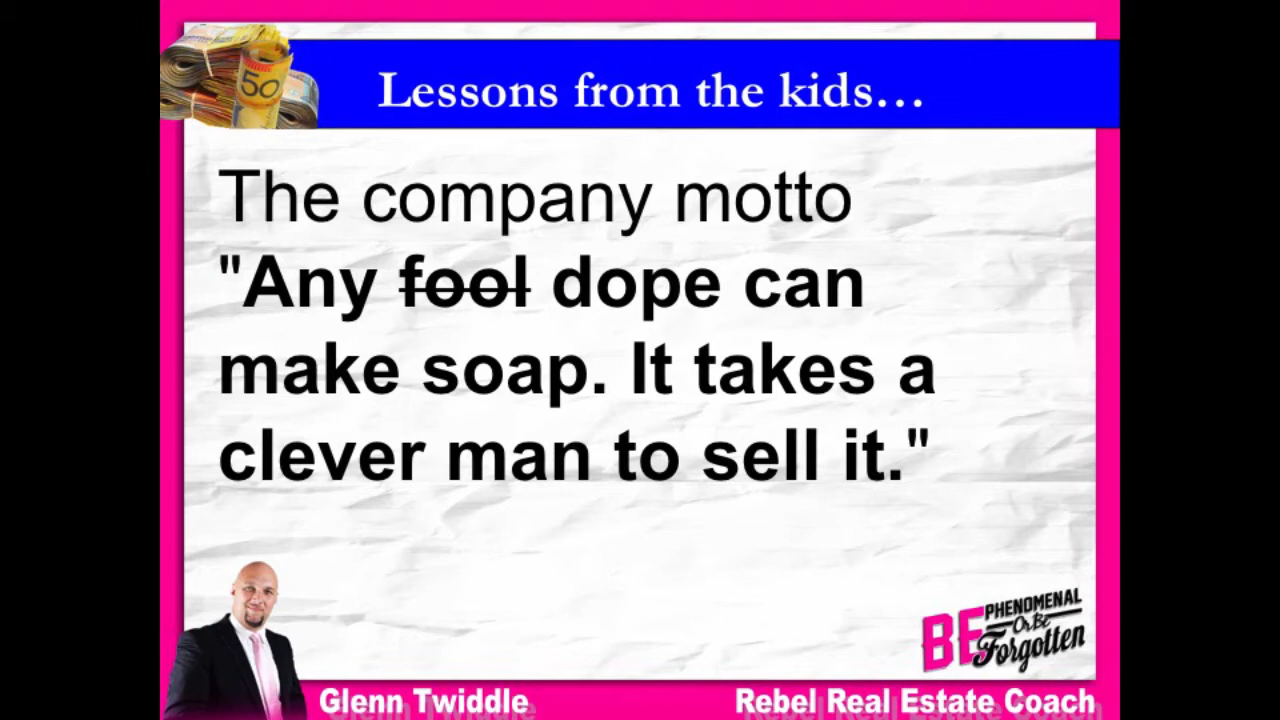 50
Lessons from the kids…
The company motto
"Any fool dope can
make soap. It takes a
clever man to sell it."
BE PHENOMENAL
Or Be
Forgotten
Glenn Twiddle
Rebel Real Estate Coach